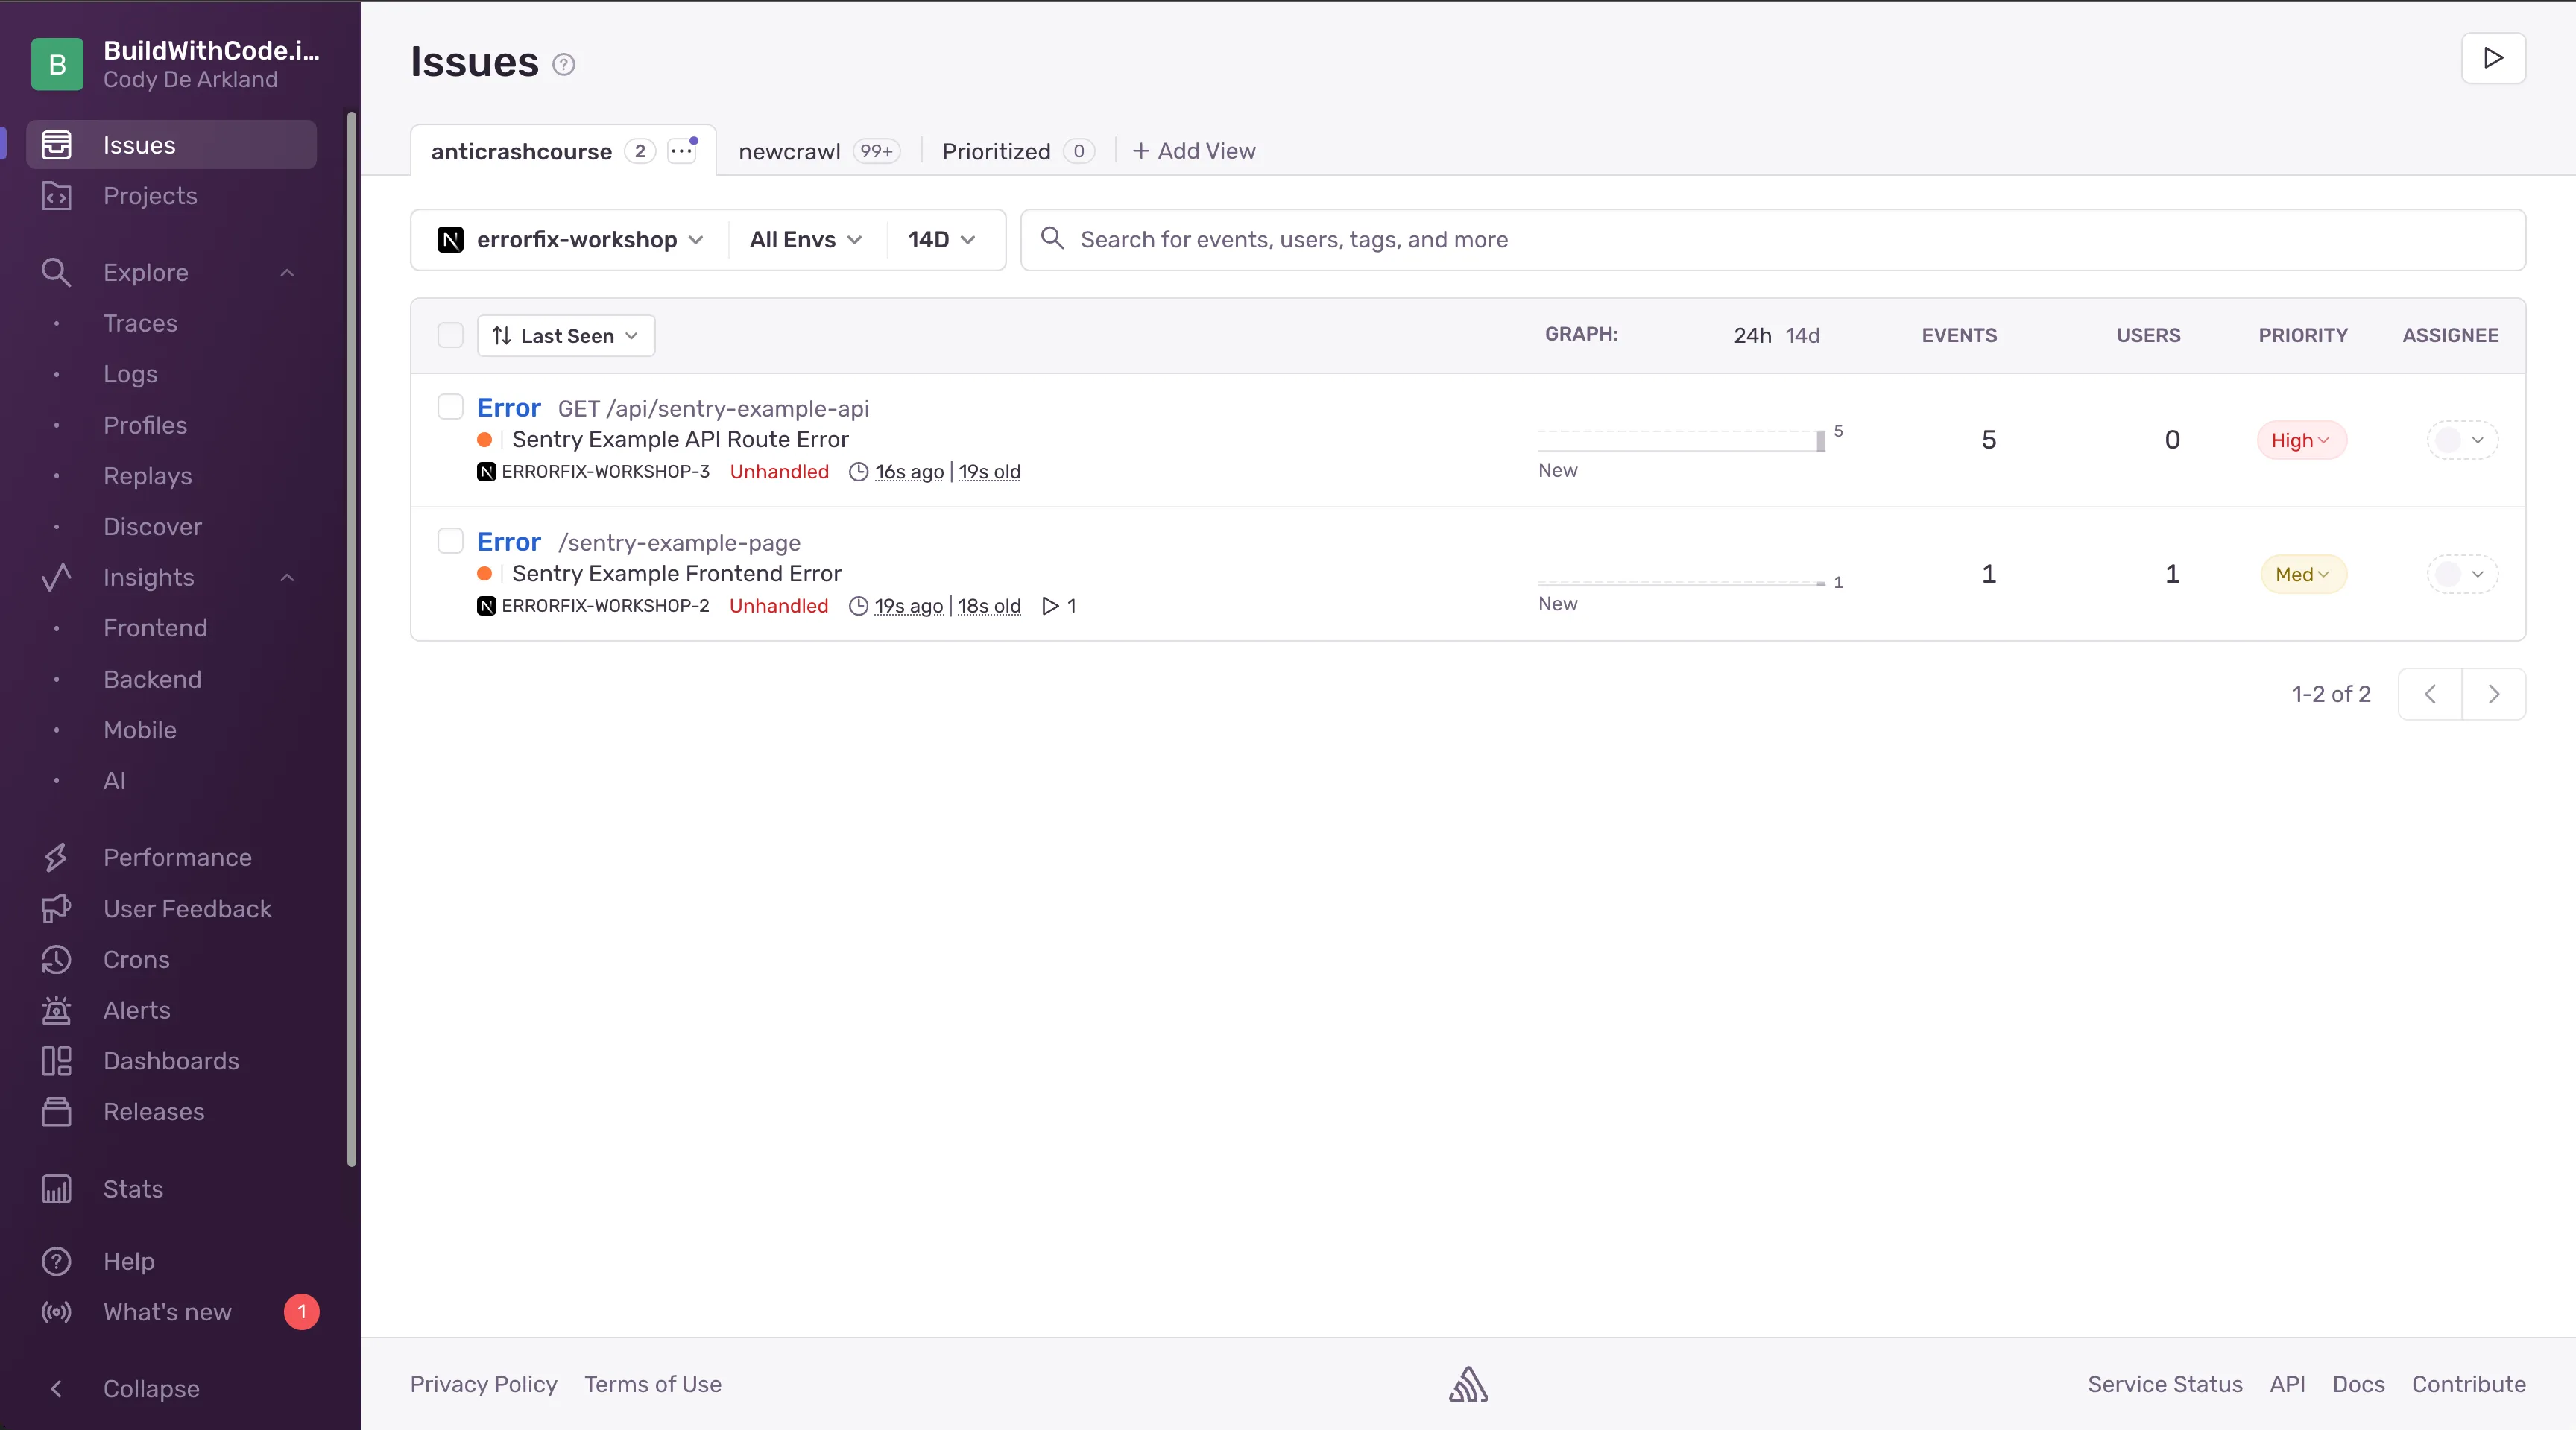 B
BuildWithCode.i...
Cody De Arkland
Issues
Projects
Explore
Traces
Logs
Profiles
Replays
Discover
Insights
Frontend
Backend
Mobile
AI
Performance
User Feedback
Crons
Alerts
Dashboards
Releases
Stats
Help
What's new 1
Collapse
Issues ?
anticrashcourse 2 ... newcrawl 99+ Prioritized 0 + Add View
N errorfix-workshop All Envs 14D Search for events, users, tags, and more
Last Seen GRAPH: 24h 14d EVENTS USERS PRIORITY ASSIGNEE
Error GET /api/sentry-example-api
Sentry Example API Route Error
N ERRORFIX-WORKSHOP-3 Unhandled 16s ago | 19s old
5
New
5 0 High
Error /sentry-example-page
Sentry Example Frontend Error
N ERRORFIX-WORKSHOP-2 Unhandled 19s ago | 18s old 1
1
New
1 1 Med
1-2 of 2
Privacy Policy Terms of Use Service Status API Docs Contribute